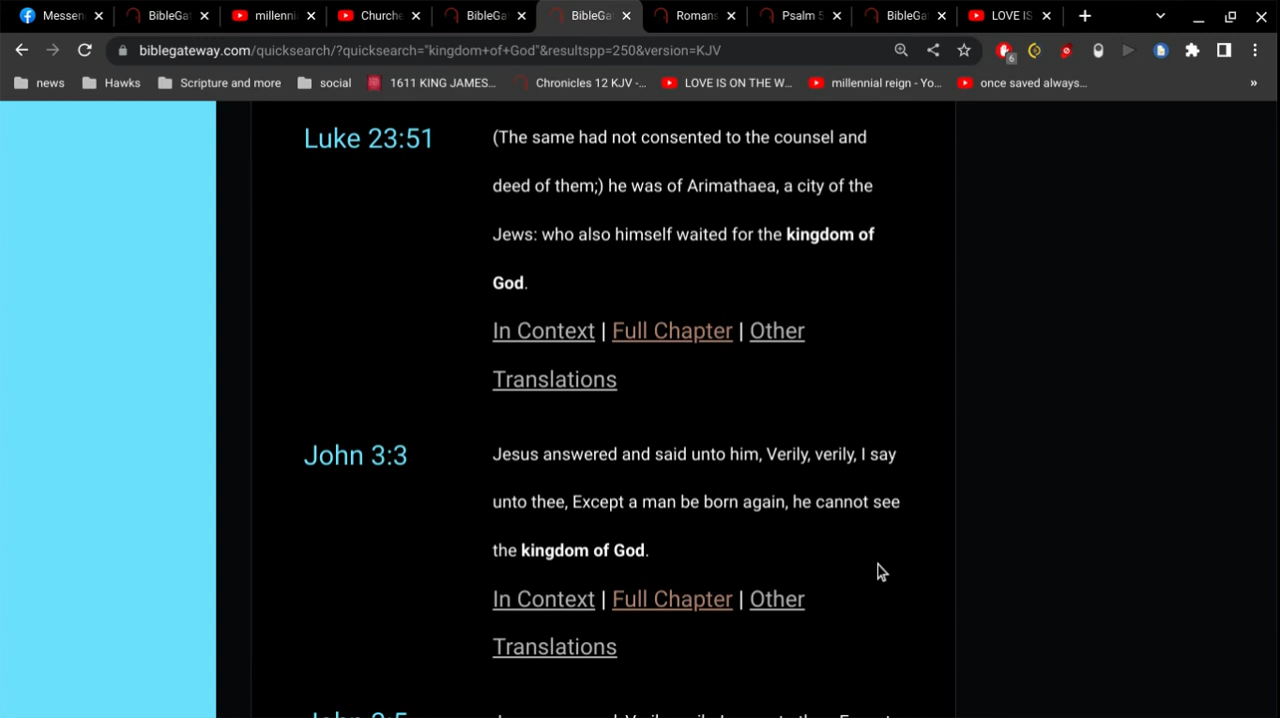 Messen
BibleGat
millenni
Churche
BibleGat
BibleGat
Romans
Psalm 5
BibleGat
LOVE IS
biblegateway.com/quicksearch/?quicksearch="kingdom+of+God"&resultspp=250&version=KJV
6
news
Hawks
Scripture and more
social
1611 KING JAMES...
Chronicles 12 KJV -...
LOVE IS ON THE W...
millennial reign - Yo...
once saved always...
»
Luke 23:51
(The same had not consented to the counsel and
deed of them;) he was of Arimathaea, a city of the
Jews: who also himself waited for the kingdom of
God.
In Context | Full Chapter | Other
Translations
John 3:3
Jesus answered and said unto him, Verily, verily, I say
unto thee, Except a man be born again, he cannot see
the kingdom of God.
In Context | Full Chapter | Other
Translations